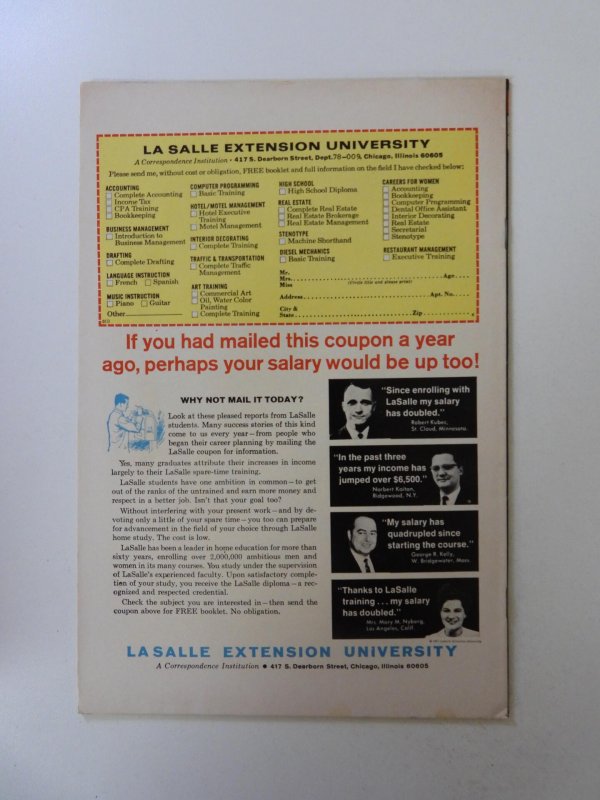 LA SALLE EXTENSION UNIVERSITY
A Correspondence Institution • 417 S. Dearborn Street, Dept. 78-009, Chicago, Illinois 60605
Please send me, without cost or obligation, FREE booklet and full information on the field I have checked below:
ACCOUNTING
Complete Accounting
Income Tax
CPA Training
Bookkeeping
BUSINESS MANAGEMENT
Introduction to
Business Management
DRAFTING
Complete Drafting
LANGUAGE INSTRUCTION
French Spanish
MUSIC INSTRUCTION
Piano Guitar
Other
COMPUTER PROGRAMMING
Basic Training
HOTEL/MOTEL MANAGEMENT
Hotel Executive
Training
Motel Management
INTERIOR DECORATING
Complete Training
TRAFFIC & TRANSPORTATION
Complete Traffic
Management
ART TRAINING
Commercial Art
Oil, Water Color
Painting
Complete Training
HIGH SCHOOL
High School Diploma
REAL ESTATE
Complete Real Estate
Real Estate Brokerage
Real Estate Management
STENOTYPE
Machine Shorthand
DIESEL MECHANICS
Basic Training
CAREERS FOR WOMEN
Accounting
Bookkeeping
Computer Programming
Dental Office Assistant
Interior Decorating
Real Estate
Secretarial
Stenotype
RESTAURANT MANAGEMENT
Executive Training
Mr.
Mrs. Age
Miss (Circle title and please print)
Address Apt. No.
City &
State Zip
If you had mailed this coupon a year
ago, perhaps your salary would be up too!
WHY NOT MAIL IT TODAY?
Look at these pleased reports from LaSalle
students. Many success stories of this kind
come to us every year—from people who
began their career planning by mailing the
LaSalle coupon for information.
Yes, many graduates attribute their increases in income
largely to their LaSalle spare-time training.
LaSalle students have one ambition in common—to get
out of the ranks of the untrained and earn more money and
respect in a better job. Isn't that your goal too?
Without interfering with your present work—and by de-
voting only a little of your spare time—you too can prepare
for advancement in the field of your choice through LaSalle
home study. The cost is low.
LaSalle has been a leader in home education for more than
sixty years, enrolling over 2,000,000 ambitious men and
women in its many courses. You study under the supervision
of LaSalle's experienced faculty. Upon satisfactory comple-
tion of your study, you receive the LaSalle diploma—a rec-
ognized and respected credential.
Check the subject you are interested in—then send the
coupon above for FREE booklet. No obligation.
"Since enrolling with
LaSalle my salary
has doubled."
Robert Kubes,
St. Cloud, Minnesota.
"In the past three
years my income has
jumped over $6,500."
Norbert Kaitan,
Ridgewood, N.Y.
"My salary has
quadrupled since
starting the course."
George R. Kelly,
W. Bridgewater, Mass.
"Thanks to LaSalle
training...my salary
has doubled."
Mrs. Mary M. Nyborg,
Los Angeles, Calif.
LA SALLE EXTENSION UNIVERSITY
A Correspondence Institution • 417 S. Dearborn Street, Chicago, Illinois 60605